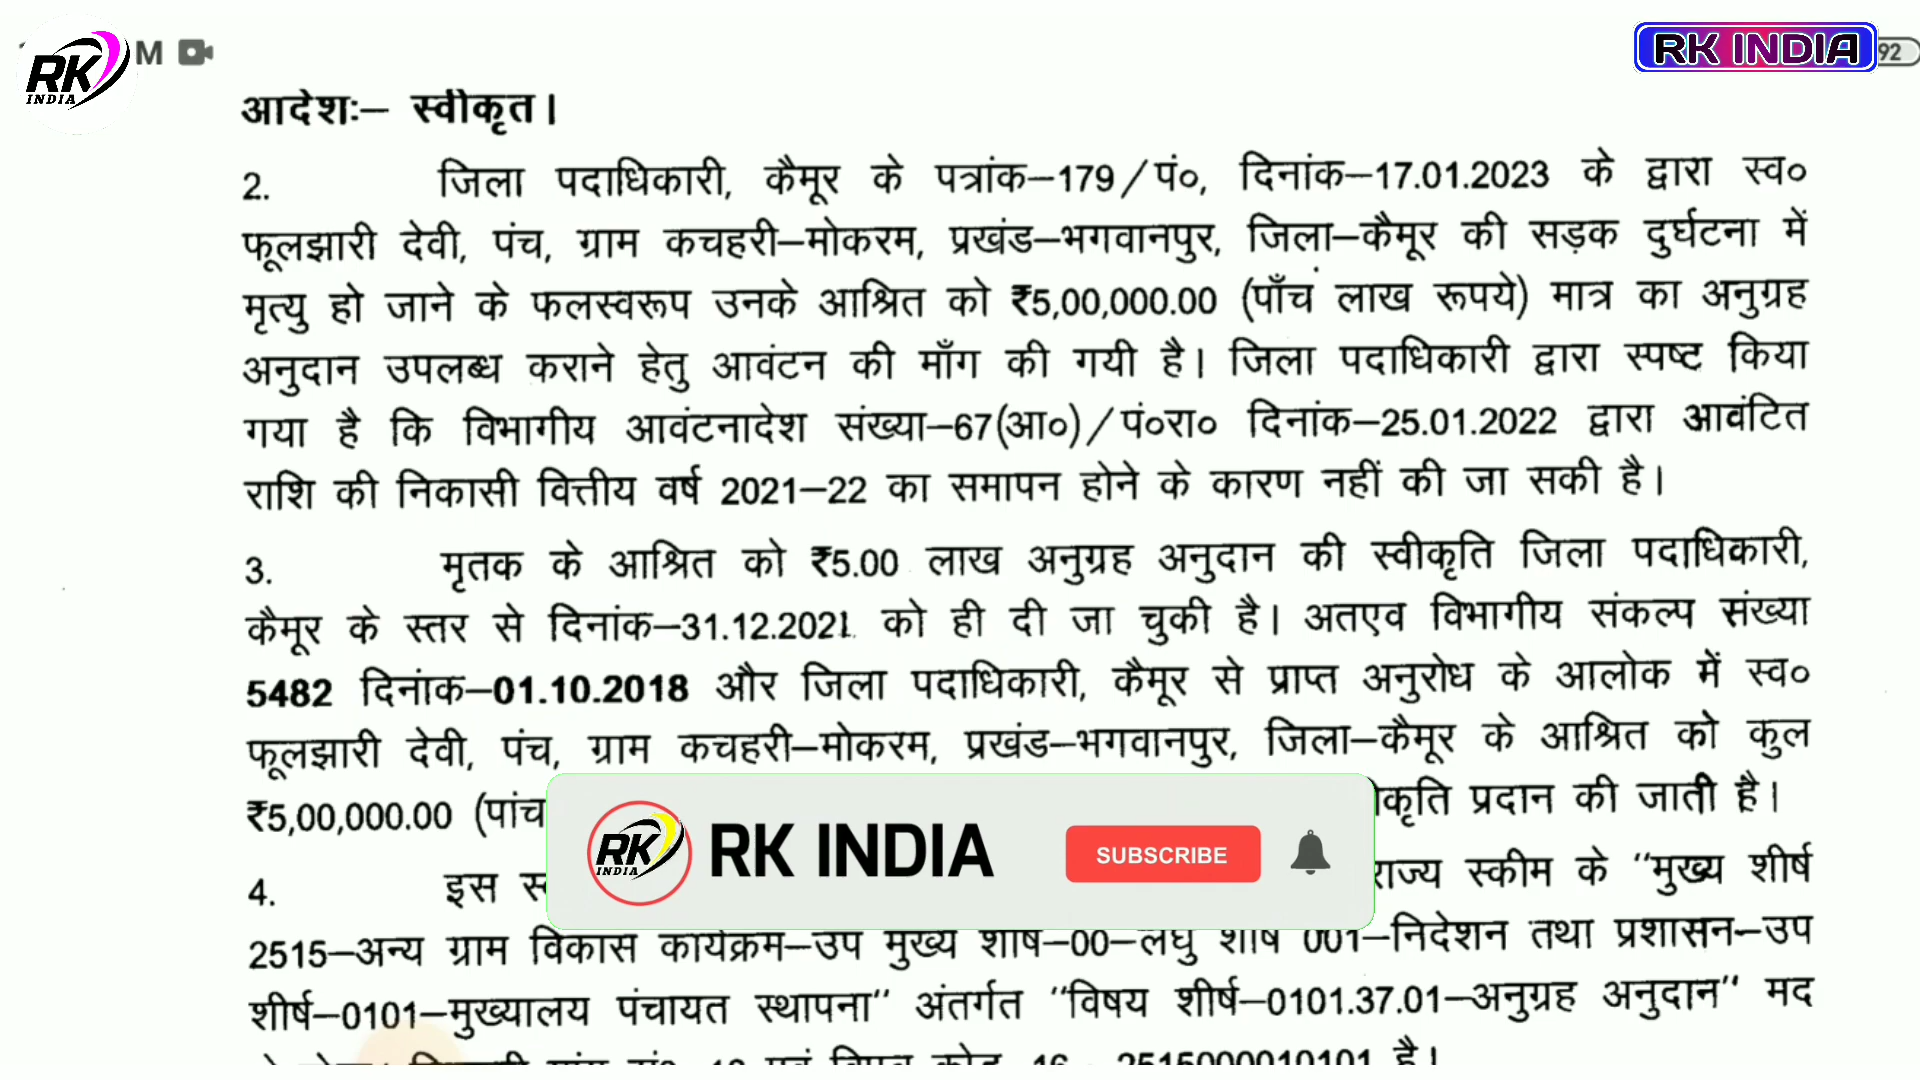 RK
INDIA
M
RK INDIA
92
आदेशः– स्वीकृत।
2. जिला पदाधिकारी, कैमूर के पत्रांक–179/पं०, दिनांक–17.01.2023 के द्वारा स्व०
फूलझारी देवी, पंच, ग्राम कचहरी–मोकरम, प्रखंड–भगवानपुर, जिला–कैमूर की सड़क दुर्घटना में
मृत्यु हो जाने के फलस्वरूप उनके आश्रित को ₹5,00,000.00 (पाँच लाख रूपये) मात्र का अनुग्रह
अनुदान उपलब्ध कराने हेतु आवंटन की माँग की गयी है। जिला पदाधिकारी द्वारा स्पष्ट किया
गया है कि विभागीय आवंटनादेश संख्या–67(आ०)/पं०रा० दिनांक–25.01.2022 द्वारा आवंटित
राशि की निकासी वित्तीय वर्ष 2021–22 का समापन होने के कारण नहीं की जा सकी है।
3. मृतक के आश्रित को ₹5.00 लाख अनुग्रह अनुदान की स्वीकृति जिला पदाधिकारी,
कैमूर के स्तर से दिनांक–31.12.2021 को ही दी जा चुकी है। अतएव विभागीय संकल्प संख्या
5482 दिनांक–01.10.2018 और जिला पदाधिकारी, कैमूर से प्राप्त अनुरोध के आलोक में स्व०
फूलझारी देवी, पंच, ग्राम कचहरी–मोकरम, प्रखंड–भगवानपुर, जिला–कैमूर के आश्रित को कुल
₹5,00,000.00 (पांच कृति प्रदान की जाती है।
RK
INDIA
RK INDIA
SUBSCRIBE
4. इस राज्य स्कीम के "मुख्य शीर्ष
2515–अन्य ग्राम विकास कार्यक्रम–उप मुख्य शीर्ष–00–लघु शीर्ष 001–निदेशन तथा प्रशासन–उप
शीर्ष–0101–मुख्यालय पंचायत स्थापना" अंतर्गत "विषय शीर्ष–0101.37.01–अनुग्रह अनुदान" मद